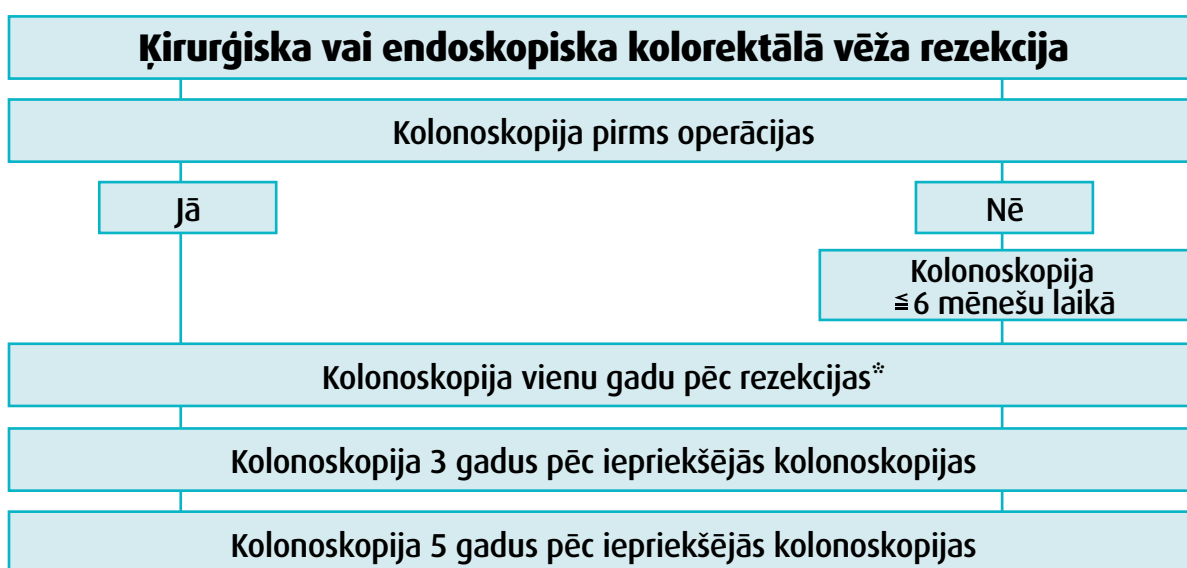 Ķirurģiska vai endoskopiska kolorektālā vēža rezekcija
Kolonoskopija pirms operācijas
Jā
Nē
Kolonoskopija
≦6 mēnešu laikā
Kolonoskopija vienu gadu pēc rezekcijas*
Kolonoskopija 3 gadus pēc iepriekšējās kolonoskopijas
Kolonoskopija 5 gadus pēc iepriekšējās kolonoskopijas